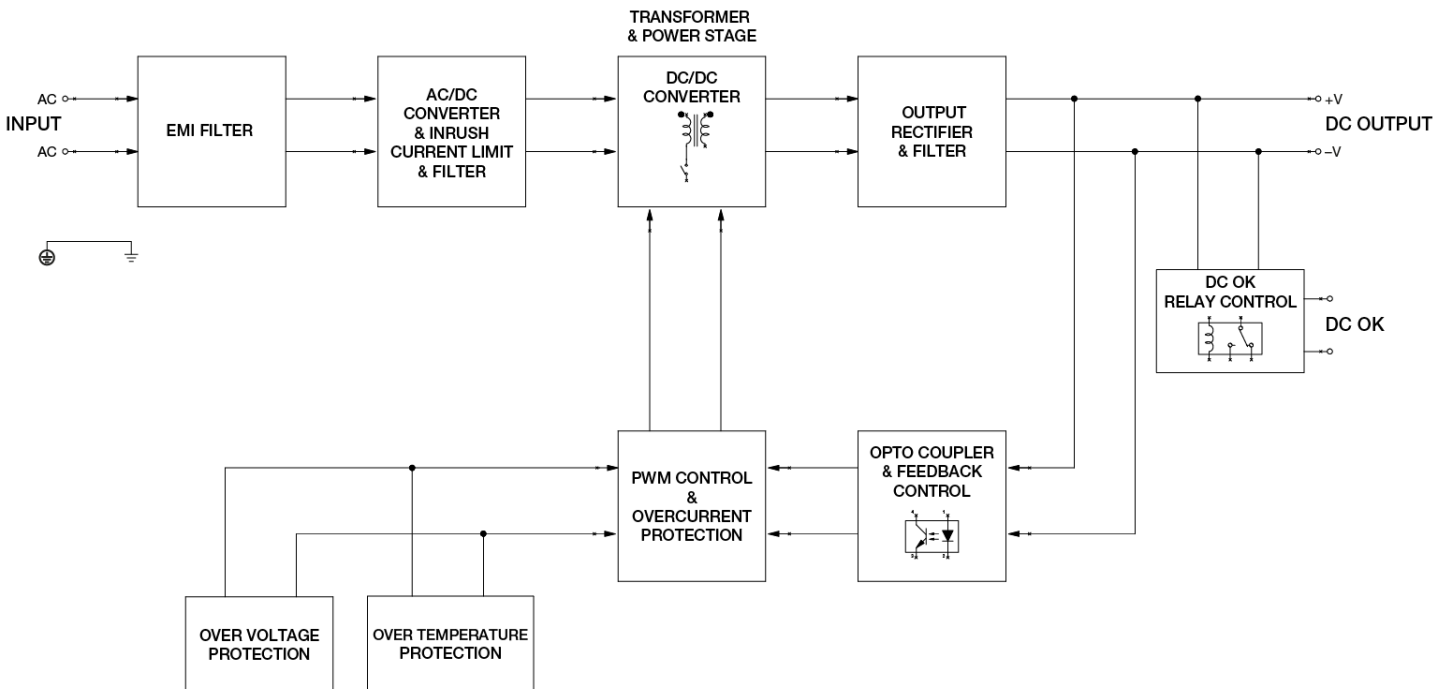 TRANSFORMER
& POWER STAGE
INPUT
AC
AC
EMI FILTER
AC/DC
CONVERTER
& INRUSH
CURRENT LIMIT
& FILTER
DC/DC
CONVERTER
OUTPUT
RECTIFIER
& FILTER
+V
DC OUTPUT
–V
DC OK
RELAY CONTROL
DC OK
PWM CONTROL
&
OVERCURRENT
PROTECTION
OPTO COUPLER
& FEEDBACK
CONTROL
4
1
OVER VOLTAGE
PROTECTION
OVER TEMPERATURE
PROTECTION